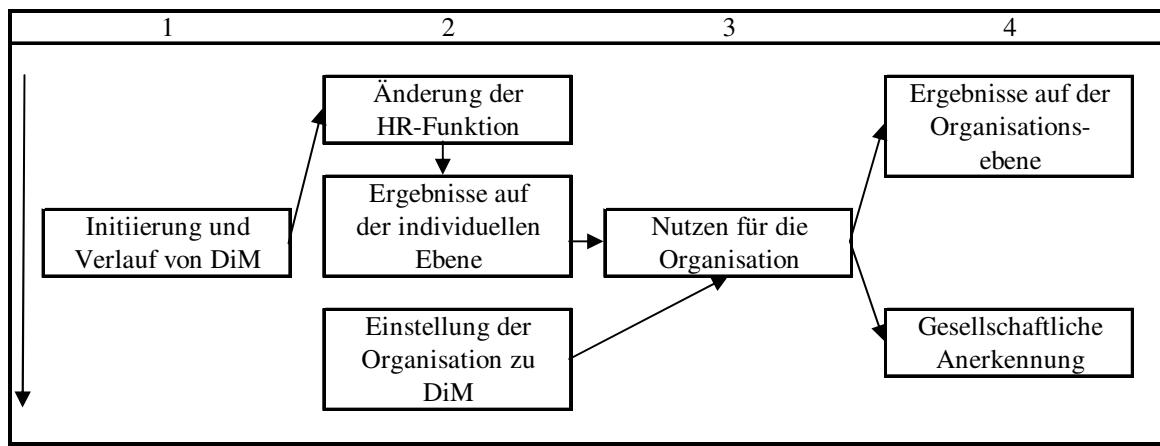 1 2 3 4
Änderung der
HR-Funktion
Ergebnisse auf der
Organisations-
ebene
Initiierung und
Verlauf von DiM
Ergebnisse auf
der individuellen
Ebene
Nutzen für die
Organisation
Einstellung der
Organisation zu
DiM
Gesellschaftliche
Anerkennung